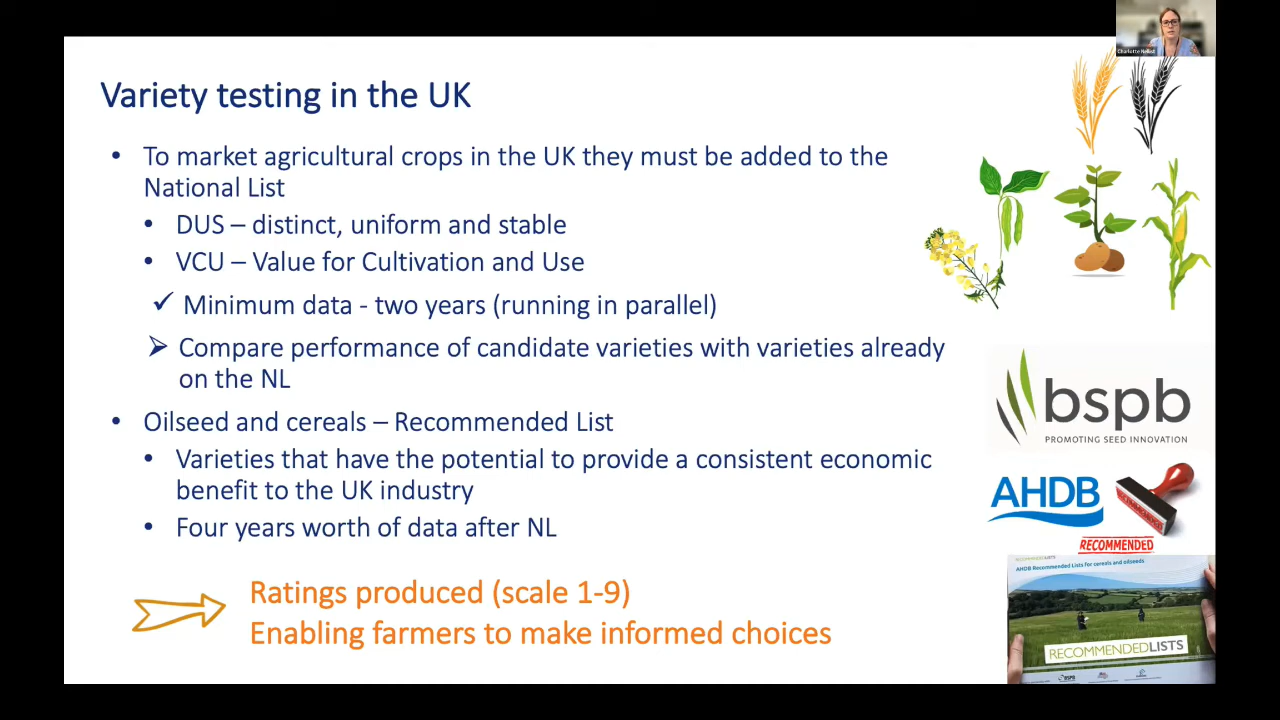 Charlotte Nellist
Variety testing in the UK
• To market agricultural crops in the UK they must be added to the
National List
• DUS – distinct, uniform and stable
• VCU – Value for Cultivation and Use
✓ Minimum data - two years (running in parallel)
➢ Compare performance of candidate varieties with varieties already
on the NL
• Oilseed and cereals – Recommended List
• Varieties that have the potential to provide a consistent economic
benefit to the UK industry
• Four years worth of data after NL
Ratings produced (scale 1-9)
Enabling farmers to make informed choices
bspb
PROMOTING SEED INNOVATION
AHDB
RECOMMENDED
RECOMMENDEDLISTS
AHDB Recommended Lists for cereals and oilseeds
RECOMMENDEDLISTS
BSPB